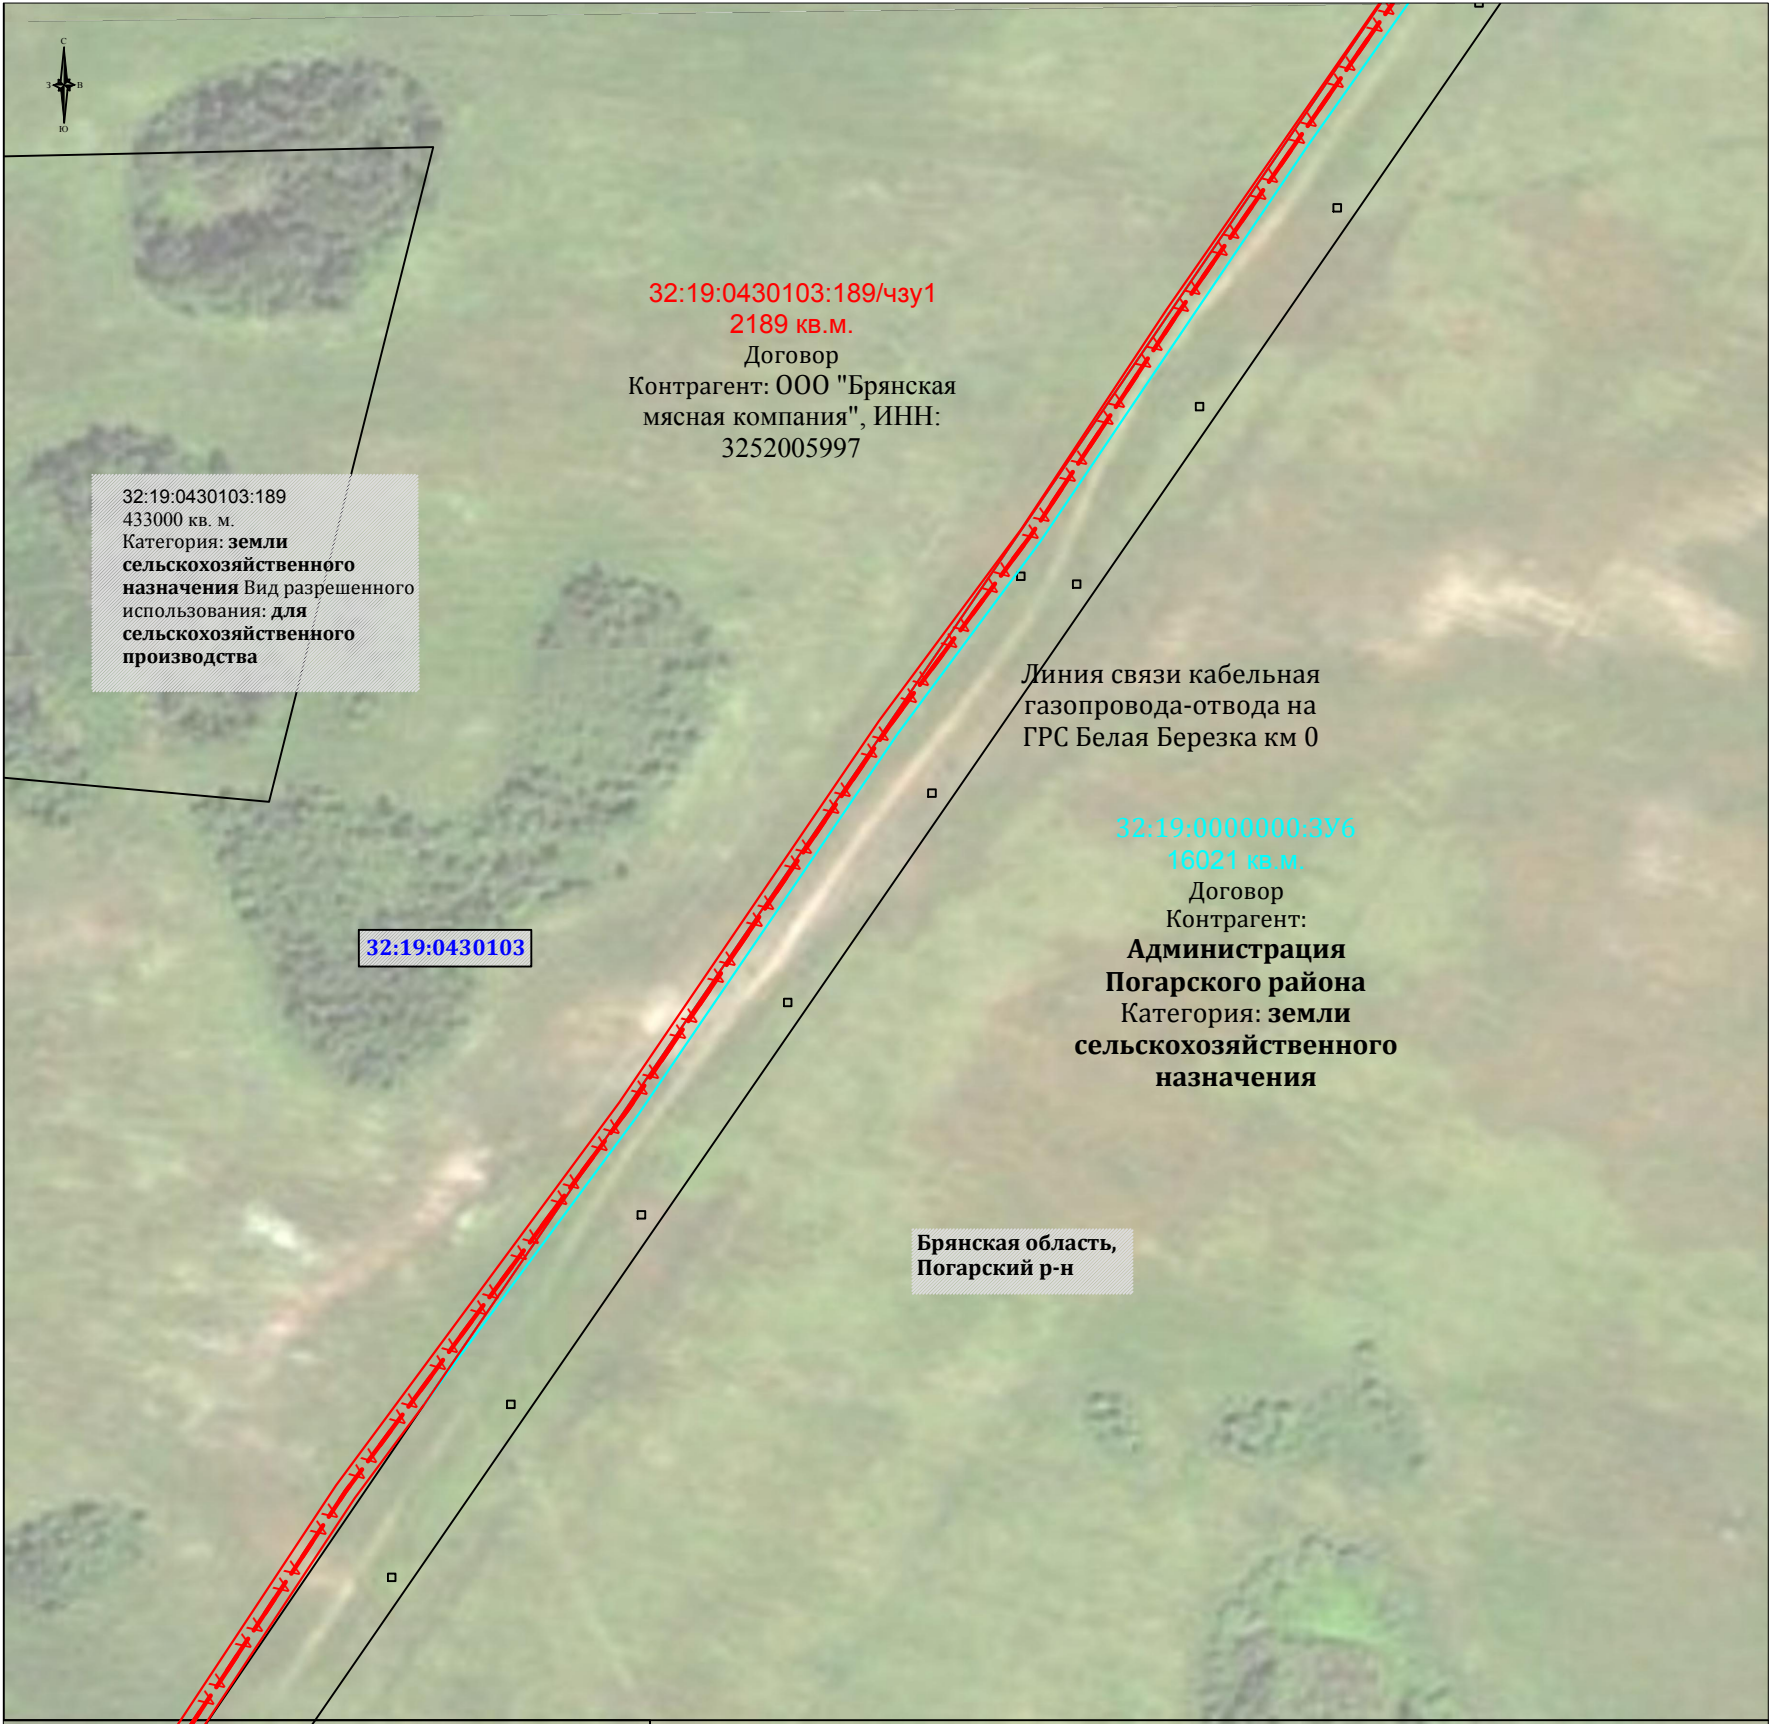 С
З В
Ю
32:19:0430103:189/чзу1
2189 кв.м.
Договор
Контрагент: ООО "Брянская
мясная компания", ИНН:
3252005997
32:19:0430103:189
433000 кв. м.
Категория: земли
сельскохозяйственного
назначения Вид разрешенного
использования: для
сельскохозяйственного
производства
Линия связи кабельная
газопровода-отвода на
ГРС Белая Березка км 0
32:19:0000000:ЗУ6
16021 кв.м.
Договор
Контрагент:
Администрация
Погарского района
Категория: земли
сельскохозяйственного
назначения
32:19:0430103
Брянская область,
Погарский р-н